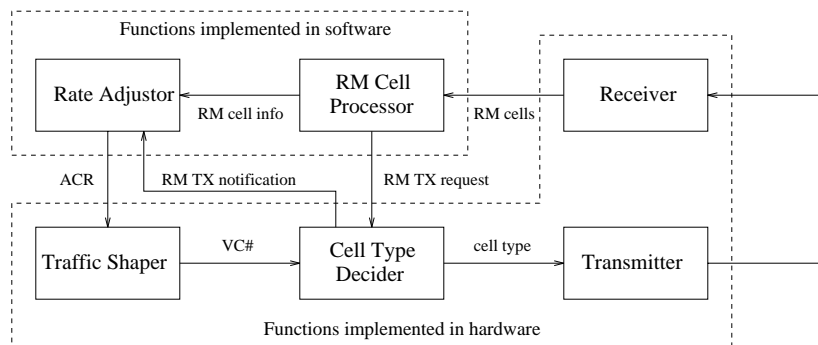 Functions implemented in software
Rate Adjustor
RM Cell
Processor
Receiver
RM cell info
RM cells
ACR
RM TX notification
RM TX request
Traffic Shaper
VC#
Cell Type
Decider
cell type
Transmitter
Functions implemented in hardware